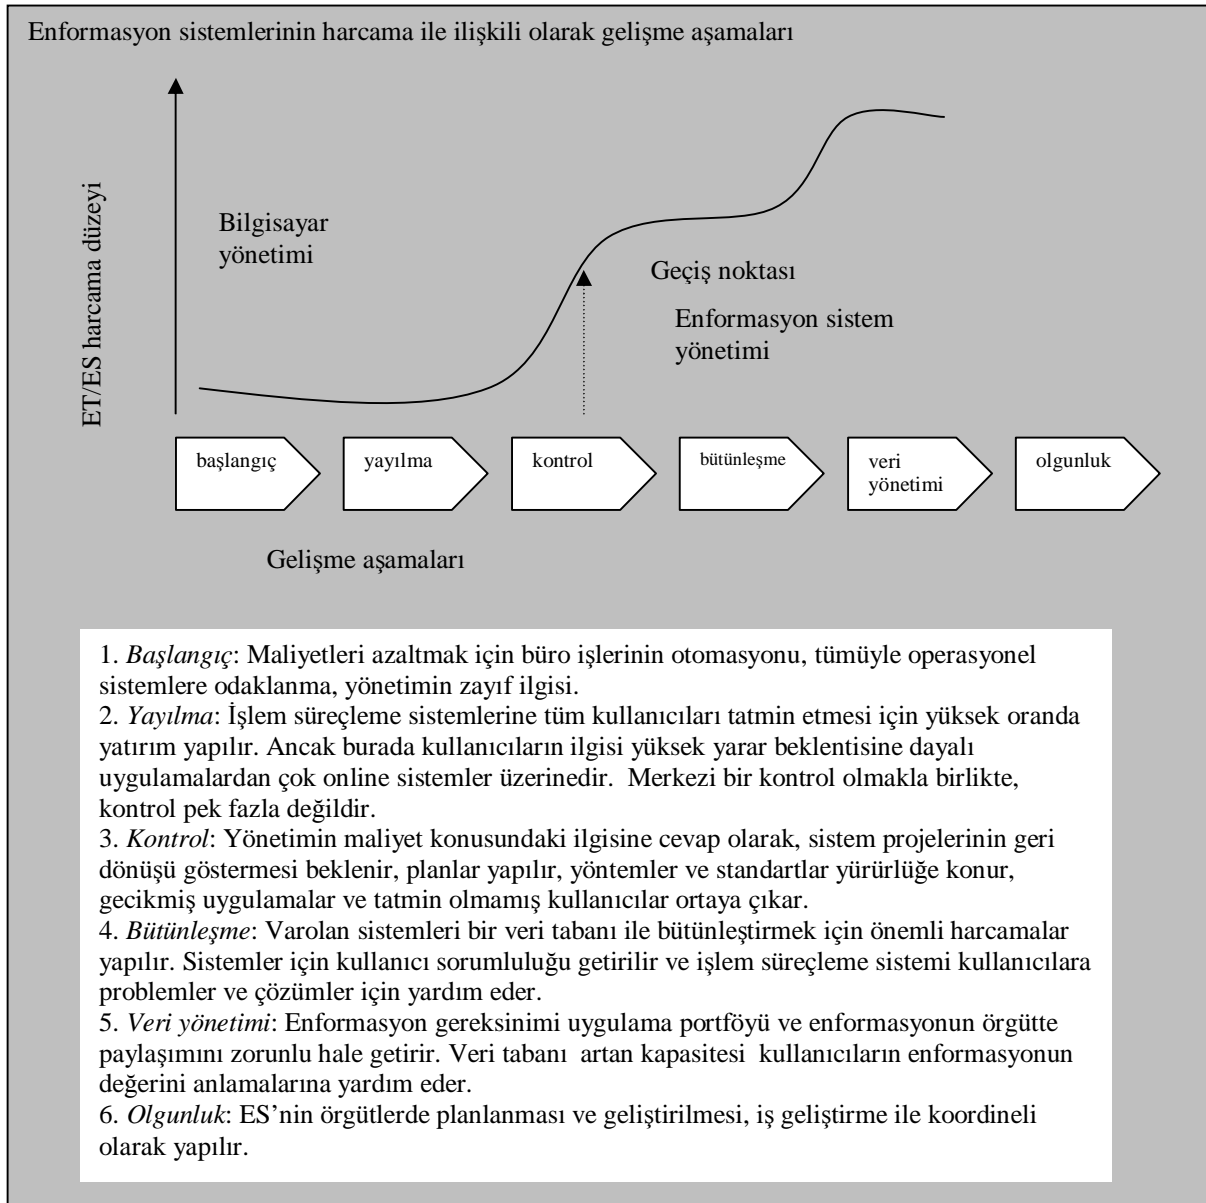 Enformasyon sistemlerinin harcama ile ilişkili olarak gelişme aşamaları
ET/ES harcama düzeyi
Bilgisayar
yönetimi
Geçiş noktası
Enformasyon sistem
yönetimi
başlangıç
yayılma
kontrol
bütünleşme
veri
yönetimi
olgunluk
Gelişme aşamaları
1. Başlangıç: Maliyetleri azaltmak için büro işlerinin otomasyonu, tümüyle operasyonel
sistemlere odaklanma, yönetimin zayıf ilgisi.
2. Yayılma: İşlem süreçleme sistemlerine tüm kullanıcıları tatmin etmesi için yüksek oranda
yatırım yapılır. Ancak burada kullanıcıların ilgisi yüksek yarar beklentisine dayalı
uygulamalardan çok online sistemler üzerinedir. Merkezi bir kontrol olmakla birlikte,
kontrol pek fazla değildir.
3. Kontrol: Yönetimin maliyet konusundaki ilgisine cevap olarak, sistem projelerinin geri
dönüşü göstermesi beklenir, planlar yapılır, yöntemler ve standartlar yürürlüğe konur,
gecikmiş uygulamalar ve tatmin olmamış kullanıcılar ortaya çıkar.
4. Bütünleşme: Varolan sistemleri bir veri tabanı ile bütünleştirmek için önemli harcamalar
yapılır. Sistemler için kullanıcı sorumluluğu getirilir ve işlem süreçleme sistemi kullanıcılara
problemler ve çözümler için yardım eder.
5. Veri yönetimi: Enformasyon gereksinimi uygulama portföyü ve enformasyonun örgütte
paylaşımını zorunlu hale getirir. Veri tabanı artan kapasitesi kullanıcıların enformasyonun
değerini anlamalarına yardım eder.
6. Olgunluk: ES’nin örgütlerde planlanması ve geliştirilmesi, iş geliştirme ile koordineli
olarak yapılır.